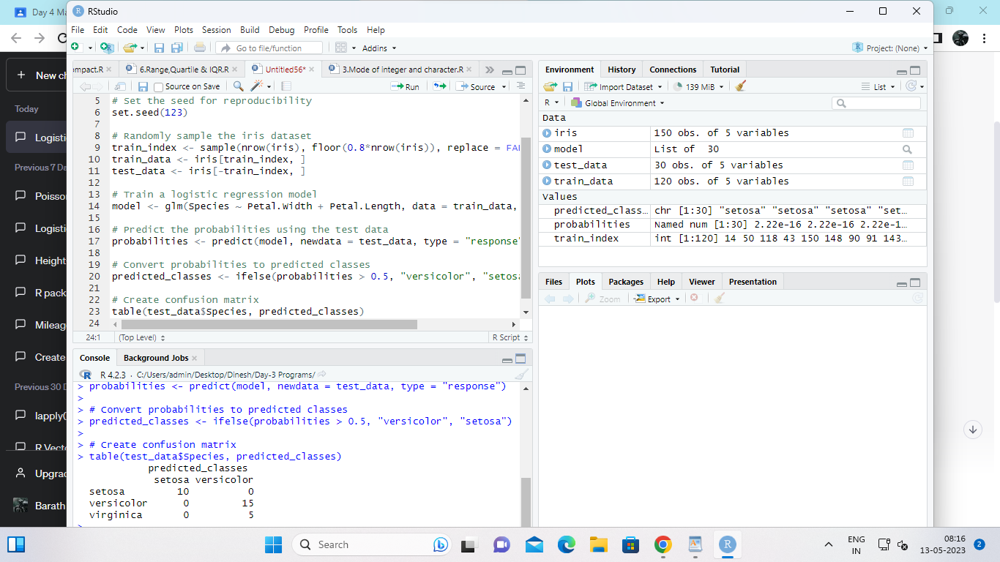 Day 4 Ma
RStudio
File Edit Code View Plots Session Build Debug Profile Tools Help
Go to file/function
Addins
Project: (None)
New ch
Today
Logisti
Previous 7 Da
Poisso
Logisti
Height
R pack
Mileag
Create
Previous 30 D
lapply(
R Vecto
Upgrad
Barath
mpact.R
6.Range,Quartile & IQR.R
Untitled56*
3.Mode of integer and character.R
Source on Save
Run
Source
5 # Set the seed for reproducibility
6 set.seed(123)
7
8 # Randomly sample the iris dataset
9 train_index <- sample(nrow(iris), floor(0.8*nrow(iris)), replace = FAL
10 train_data <- iris[train_index, ]
11 test_data <- iris[-train_index, ]
12
13 # Train a logistic regression model
14 model <- glm(Species ~ Petal.Width + Petal.Length, data = train_data,
15
16 # Predict the probabilities using the test data
17 probabilities <- predict(model, newdata = test_data, type = "response"
18
19 # Convert probabilities to predicted classes
20 predicted_classes <- ifelse(probabilities > 0.5, "versicolor", "setosa
21
22 # Create confusion matrix
23 table(test_data$Species, predicted_classes)
24
24:1 (Top Level) R Script
Console Background Jobs
R 4.2.3 · C:/Users/admin/Desktop/Dinesh/Day-3 Programs/
> probabilities <- predict(model, newdata = test_data, type = "response")
>
> # Convert probabilities to predicted classes
> predicted_classes <- ifelse(probabilities > 0.5, "versicolor", "setosa")
>
> # Create confusion matrix
> table(test_data$Species, predicted_classes)
predicted_classes
setosa versicolor
setosa 10 0
versicolor 0 15
virginica 0 5
>
Environment History Connections Tutorial
Import Dataset 139 MiB List
R Global Environment
Data
iris 150 obs. of 5 variables
model List of 30
test_data 30 obs. of 5 variables
train_data 120 obs. of 5 variables
Values
predicted_class... chr [1:30] "setosa" "setosa" "setosa" "set...
probabilities Named num [1:30] 2.22e-16 2.22e-16 2.22e-1...
train_index int [1:120] 14 50 118 43 150 148 90 91 143...
Files Plots Packages Help Viewer Presentation
Zoom Export
Search
ENG
IN
08:16
13-05-2023
2